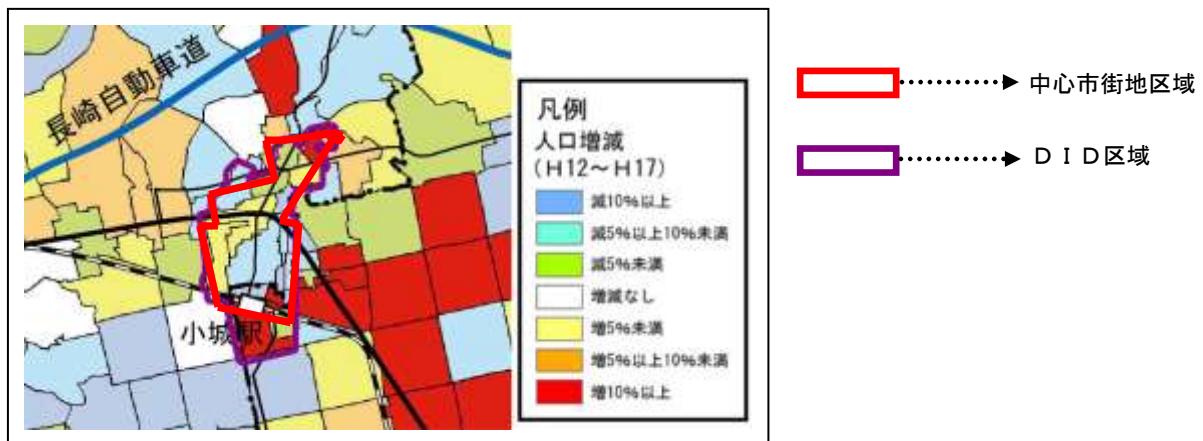 長崎自動車道
小城駅
凡例
人口増減
(H12～H17)
減10%以上
減5%以上10%未満
減5%未満
増減なし
増5%未満
増5%以上10%未満
増10%以上
中心市街地区域
ＤＩＤ区域